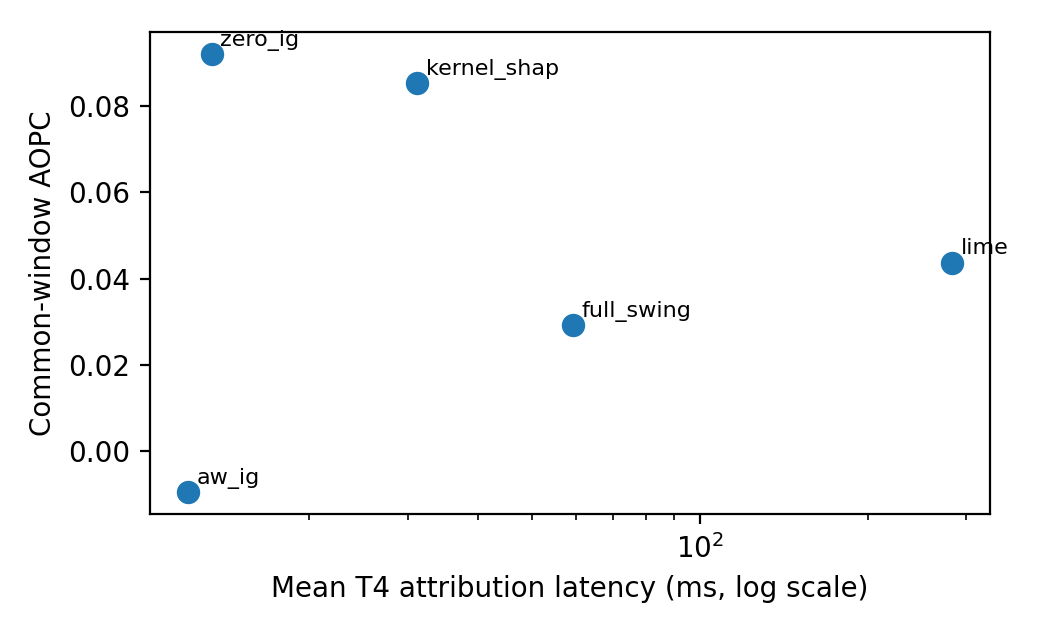 zero_ig
kernel_shap
lime
full_swing
aw_ig
0.08
0.06
0.04
0.02
0.00
Common-window AOPC
10²
Mean T4 attribution latency (ms, log scale)